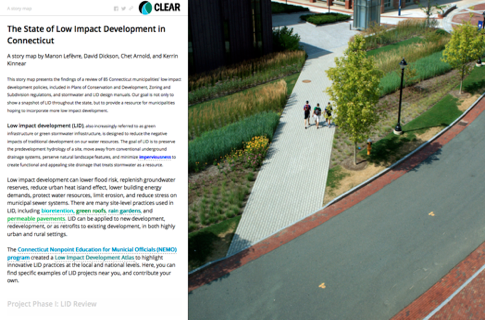 A story map
CLEAR
The State of Low Impact Development in
Connecticut
A story map by Manon Lefèvre, David Dickson, Chet Arnold, and Kerrin
Kinnear
This story map presents the findings of a review of 85 Connecticut municipalities' low impact
development policies, included in Plans of Conservation and Development, Zoning and
Subdivision regulations, and stormwater and LID design manuals. Our goal is not only to
show a snapshot of LID throughout the state, but to provide a resource for municipalities
hoping to incorporate more low impact development.
Low impact development (LID), also increasingly referred to as green
infrastructure or green stormwater infrastructure, is designed to reduce the negative
impacts of traditional development on our water resources. The goal of LID is to preserve
the predevelopment hydrology of a site, move away from conventional underground
drainage systems, perserve natural landscape features, and minimize imperviousness to
create functional and appealing site drainage that treats stormwater as a resource.
Low impact development can lower flood risk, replenish groundwater
reserves, reduce urban heat island effect, lower building energy
demands, protect water resources, limit erosion, and reduce stress on
municipal sewer systems. There are many site-level practices used in
LID, including bioretention, green roofs, rain gardens, and
permeable pavements. LID can be applied to new-development,
redevelopment, or as retrofits to existing development, in both highly
urban and rural settings.
The Connecticut Nonpoint Education for Municial Officials (NEMO)
program created a Low Impact Development Atlas to highlight
innovative LID practices at the local and national levels. Here, you can
find specific examples of LID projects near you, and contribute your
own.
Project Phase I: LID Review